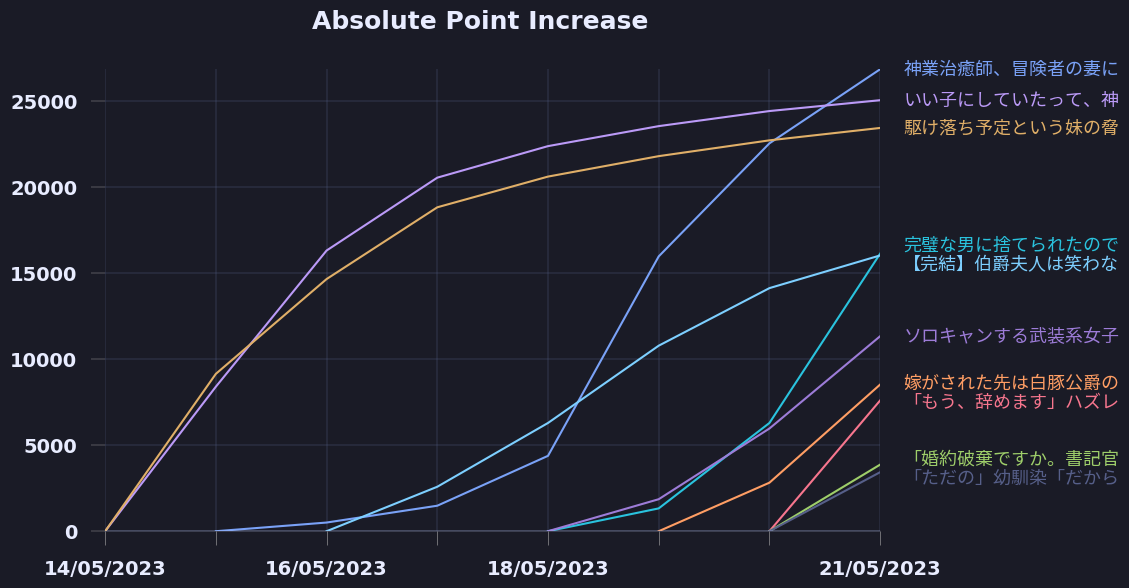 Absolute Point Increase
神業治癒師、冒険者の妻に
いい子にしていたって、神
駆け落ち予定という妹の脅
完璧な男に捨てられたので
【完結】伯爵夫人は笑わな
ソロキャンする武装系女子
嫁がされた先は白豚公爵の
「もう、辞めます」ハズレ
「婚約破棄ですか。書記官
「ただの」幼馴染「だから
25000
20000
15000
10000
5000
0
14/05/2023
16/05/2023
18/05/2023
21/05/2023